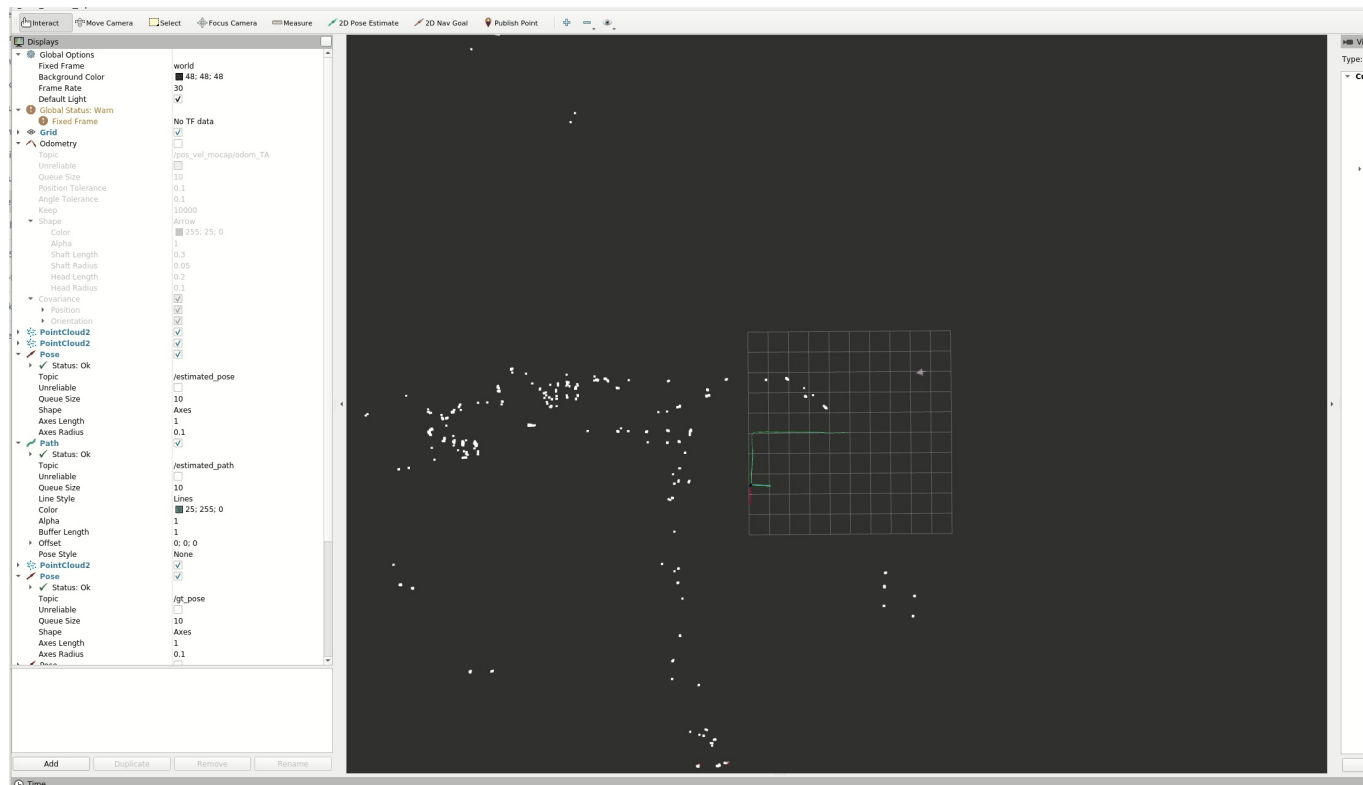 Interact Move Camera Select Focus Camera Measure 2D Pose Estimate 2D Nav Goal Publish Point
Displays
Global Options
Fixed Frame world
Background Color 48; 48; 48
Frame Rate 30
Default Light
Global Status: Warn
Fixed Frame No TF data
Grid
Odometry
Topic /pos_vel_mocap/odom_TA
Unreliable
Queue Size 10
Position Tolerance 0.1
Angle Tolerance 0.1
Keep 10000
Shape Arrow
Color 255; 25; 0
Alpha 1
Shaft Length 0.3
Shaft Radius 0.05
Head Length 0.2
Head Radius 0.1
Covariance
Position
Orientation
PointCloud2
PointCloud2
Pose
Status: Ok
Topic /estimated_pose
Unreliable
Queue Size 10
Shape Axes
Axes Length 1
Axes Radius 0.1
Path
Status: Ok
Topic /estimated_path
Unreliable
Queue Size 10
Line Style Lines
Color 25; 255; 0
Alpha 1
Buffer Length 1
Offset 0; 0; 0
Pose Style None
PointCloud2
Pose
Status: Ok
Topic /gt_pose
Unreliable
Queue Size 10
Shape Axes
Axes Length 1
Axes Radius 0.1
Add Duplicate Remove Rename
Time
Type: